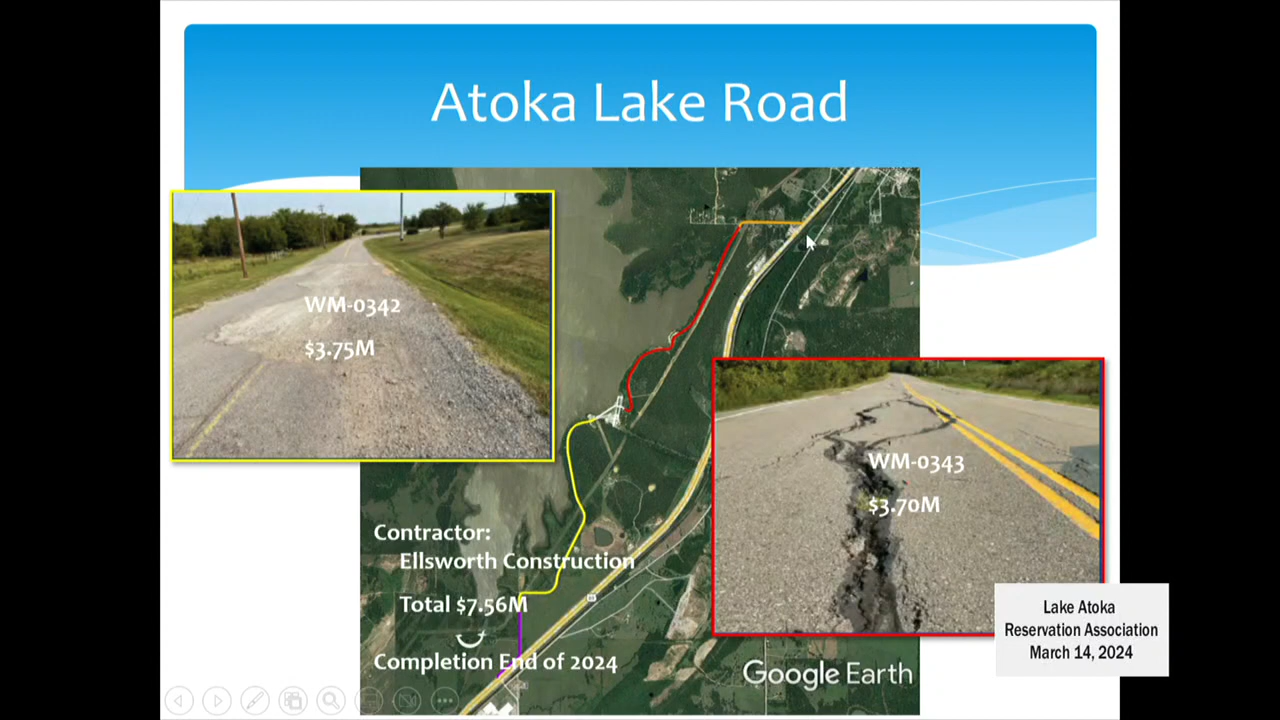 Atoka Lake Road
WM-0342
$3.75M
WM-0343
$3.70M
Contractor:
Ellsworth Construction
Total $7.56M
Completion End of 2024
Google Earth
Lake Atoka
Reservation Association
March 14, 2024